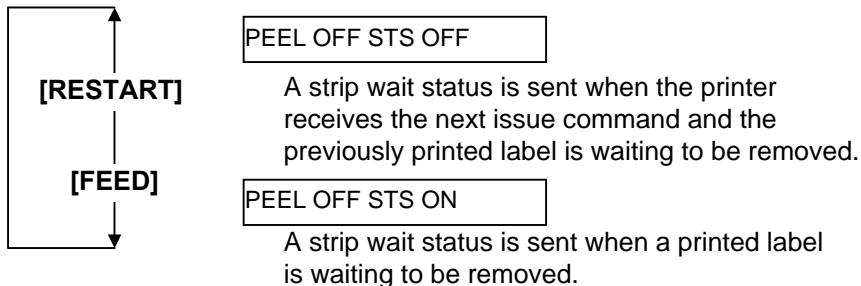 PEEL OFF STS OFF
[RESTART]
A strip wait status is sent when the printer
receives the next issue command and the
previously printed label is waiting to be removed.
[FEED]
PEEL OFF STS ON
A strip wait status is sent when a printed label
is waiting to be removed.